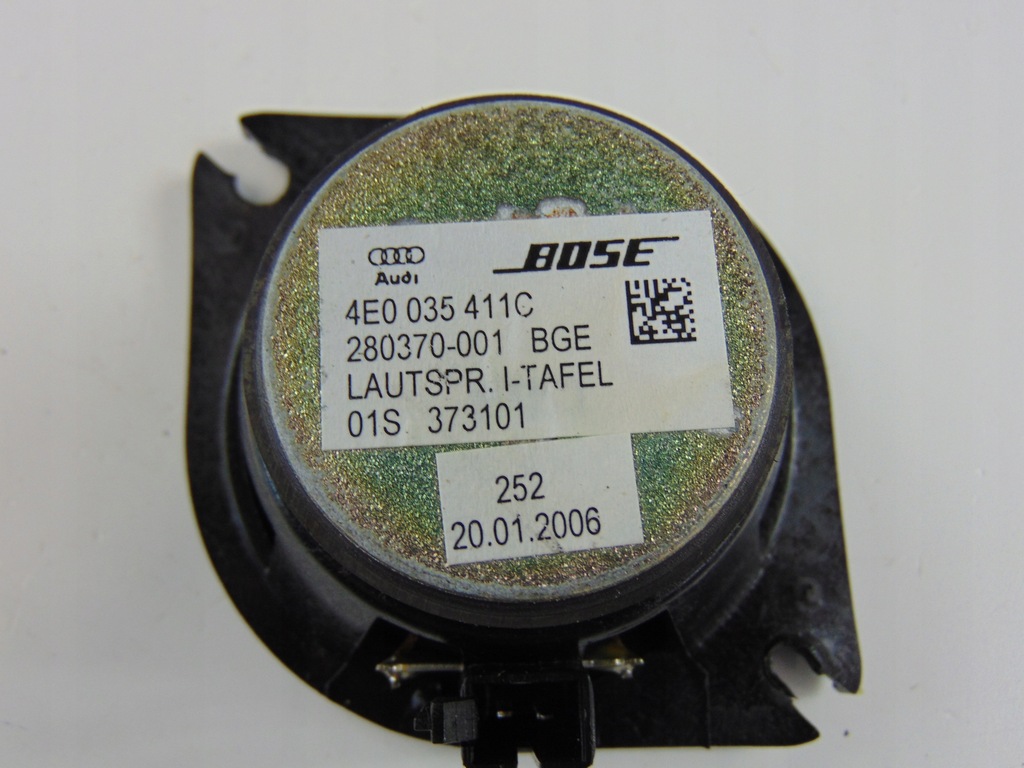 Audi BOSE
4E0 035 411C
280370-001 BGE
LAUTSPR. I-TAFEL
01S 373101
252
20.01.2006